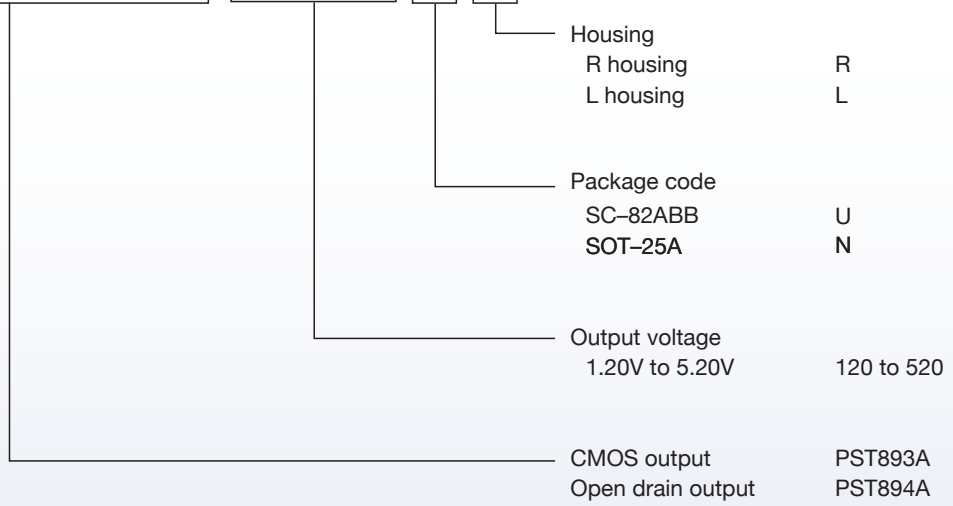 Housing
R housing R
L housing L
Package code
SC–82ABB U
SOT–25A N
Output voltage
1.20V to 5.20V 120 to 520
CMOS output PST893A
Open drain output PST894A